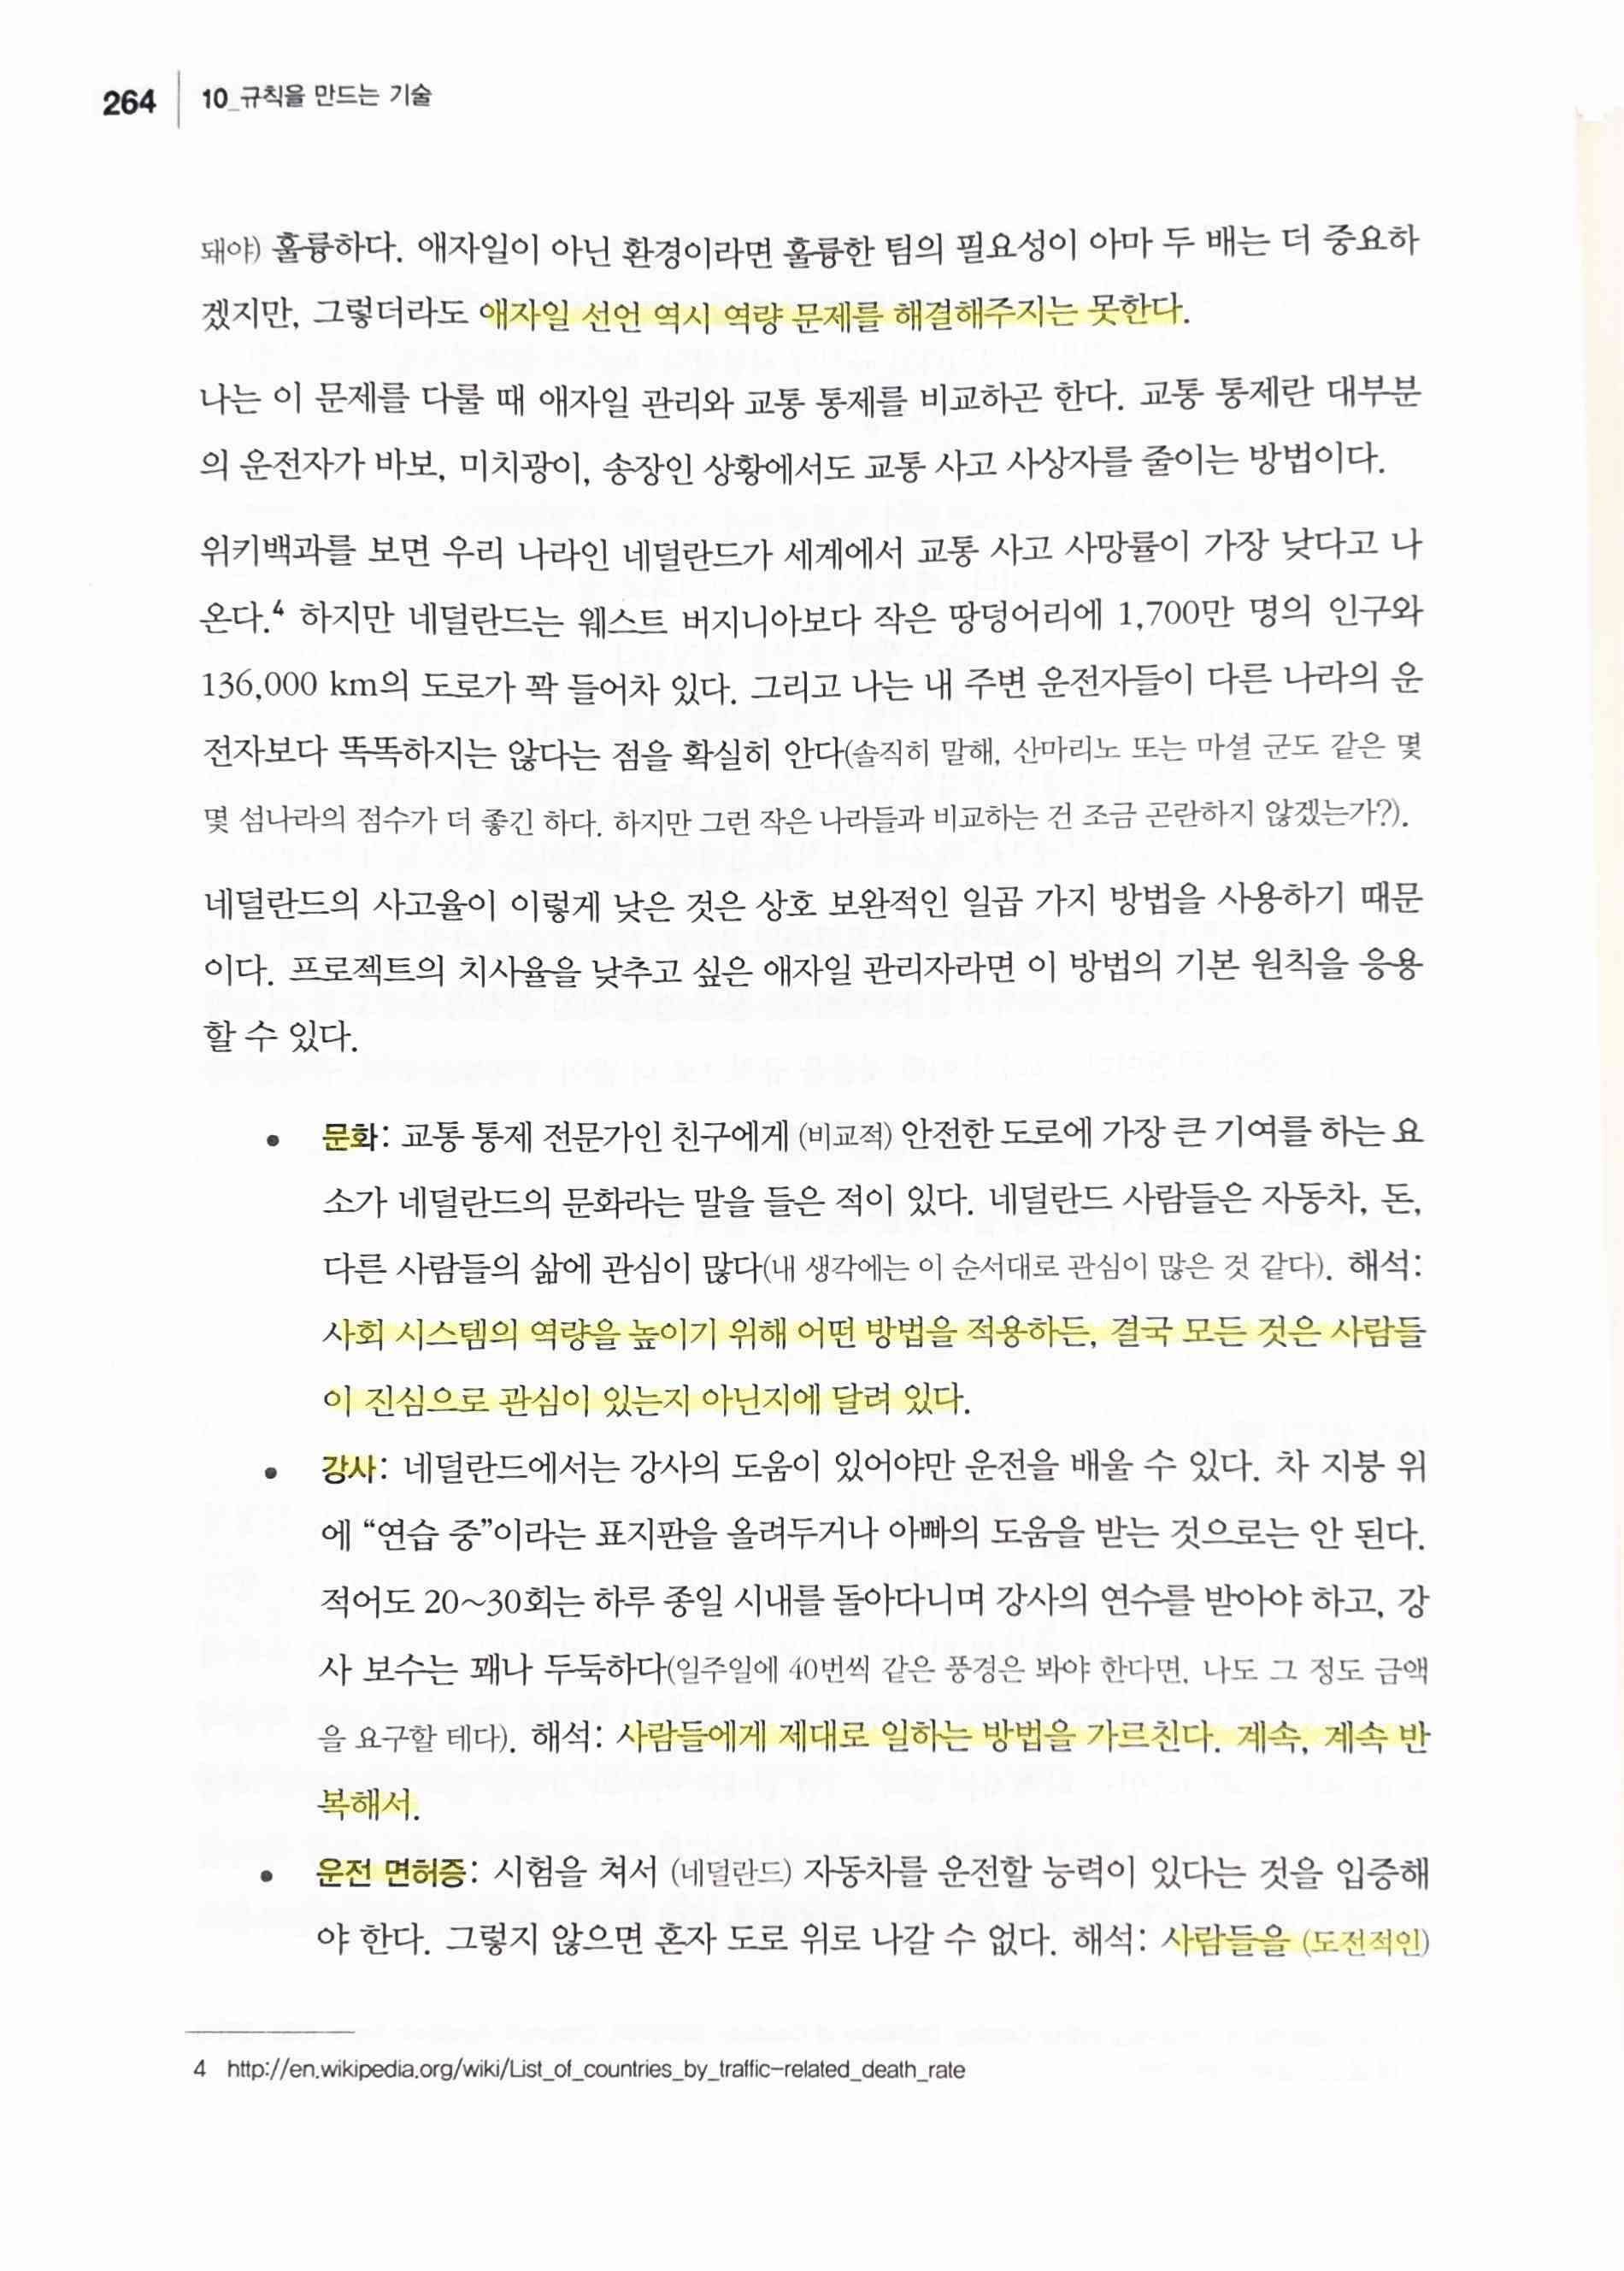 264 10_규칙을 만드는 기술
돼야) 훌륭하다. 애자일이 아닌 환경이라면 훌륭한 팀의 필요성이 아마 두 배는 더 중요하
겠지만, 그렇더라도 애자일 선언 역시 역량 문제를 해결해주지는 못한다.
나는 이 문제를 다룰 때 애자일 관리와 교통 통제를 비교하곤 한다. 교통 통제란 대부분
의 운전자가 바보, 미치광이, 송장인 상황에서도 교통 사고 사상자를 줄이는 방법이다.
위키백과를 보면 우리 나라인 네덜란드가 세계에서 교통 사고 사망률이 가장 낮다고 나
온다.4 하지만 네덜란드는 웨스트 버지니아보다 작은 땅덩어리에 1,700만 명의 인구와
136,000 km의 도로가 꽉 들어차 있다. 그리고 나는 내 주변 운전자들이 다른 나라의 운
전자보다 똑똑하지는 않다는 점을 확실히 안다(솔직히 말해, 산마리노 또는 마셜 군도 같은 몇
몇 섬나라의 점수가 더 좋긴 하다. 하지만 그런 작은 나라들과 비교하는 건 조금 곤란하지 않겠는가?).
네덜란드의 사고율이 이렇게 낮은 것은 상호 보완적인 일곱 가지 방법을 사용하기 때문
이다. 프로젝트의 치사율을 낮추고 싶은 애자일 관리자라면 이 방법의 기본 원칙을 응용
할 수 있다.
• 문화: 교통 통제 전문가인 친구에게 (비교적) 안전한 도로에 가장 큰 기여를 하는 요
소가 네덜란드의 문화라는 말을 들은 적이 있다. 네덜란드 사람들은 자동차, 돈,
다른 사람들의 삶에 관심이 많다(내 생각에는 이 순서대로 관심이 많은 것 같다). 해석:
사회 시스템의 역량을 높이기 위해 어떤 방법을 적용하든, 결국 모든 것은 사람들
이 진심으로 관심이 있는지 아닌지에 달려 있다.
• 강사: 네덜란드에서는 강사의 도움이 있어야만 운전을 배울 수 있다. 차 지붕 위
에 “연습 중”이라는 표지판을 올려두거나 아빠의 도움을 받는 것으로는 안 된다.
적어도 20~30회는 하루 종일 시내를 돌아다니며 강사의 연수를 받아야 하고, 강
사 보수는 꽤나 두둑하다(일주일에 40번씩 같은 풍경은 봐야 한다면, 나도 그 정도 금액
을 요구할 테다). 해석: 사람들에게 제대로 일하는 방법을 가르친다. 계속, 계속 반
복해서.
• 운전 면허증: 시험을 쳐서 (네덜란드) 자동차를 운전할 능력이 있다는 것을 입증해
야 한다. 그렇지 않으면 혼자 도로 위로 나갈 수 없다. 해석: 사람들을 (도전적인)
4 http://en.wikipedia.org/wiki/List_of_countries_by_traffic-related_death_rate